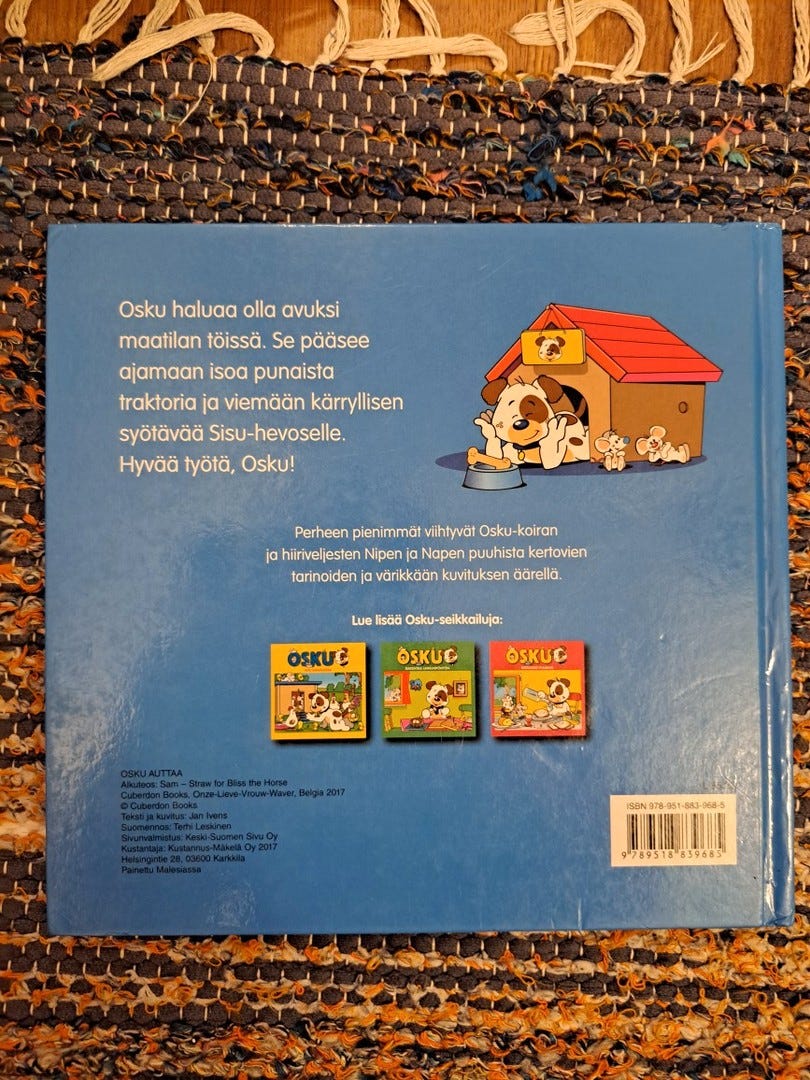 Osku haluaa olla avuksi
maatilan töissä. Se pääsee
ajamaan isoa punaista
traktoria ja viemään kärryllisen
syötävää Sisu-hevoselle.
Hyvää työtä, Osku!
Perheen pienimmät viihtyvät Osku-koiran
ja hiiriveljesten Nipen ja Napen puuhista kertovien
tarinoiden ja värikkään kuvituksen äärellä.
Lue lisää Osku-seikkailuja:
OSKU
OSKU
OSKU
OSKU AUTTAA
Alkuteos: Sam – Straw for Bliss the Horse
Cuberdon Books, Onze-Lieve-Vrouw-Waver, Belgia 2017
© Cuberdon Books
Teksti ja kuvitus: Jan Ivens
Suomennos: Terhi Leskinen
Sivunvalmistus: Keski-Suomen Sivu Oy
Kustantaja: Kustannus-Mäkelä Oy 2017
Helsingintie 28, 03600 Karkkila
Painettu Malesiassa
ISBN 978-951-883-968-5
9 789518 839685